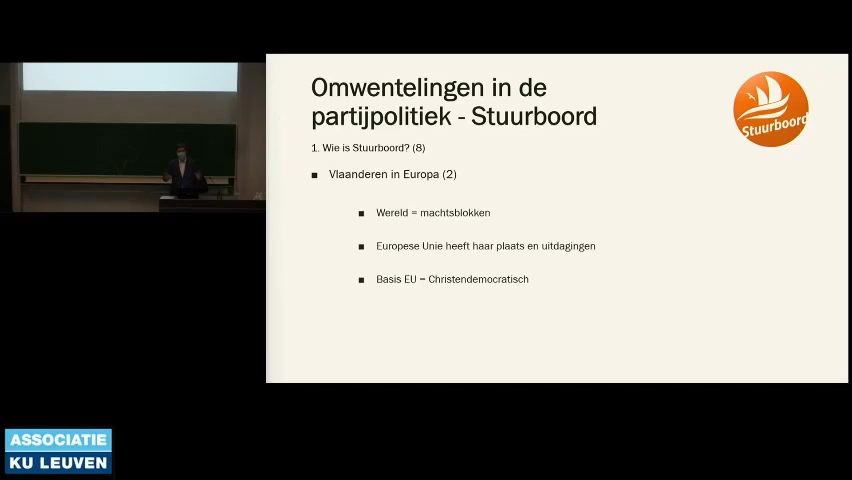 Omwentelingen in de
partijpolitiek - Stuurboord
Stuurboord
1. Wie is Stuurboord? (8)
■ Vlaanderen in Europa (2)
■ Wereld = machtsblokken
■ Europese Unie heeft haar plaats en uitdagingen
■ Basis EU = Christendemocratisch
ASSOCIATIE
KU LEUVEN